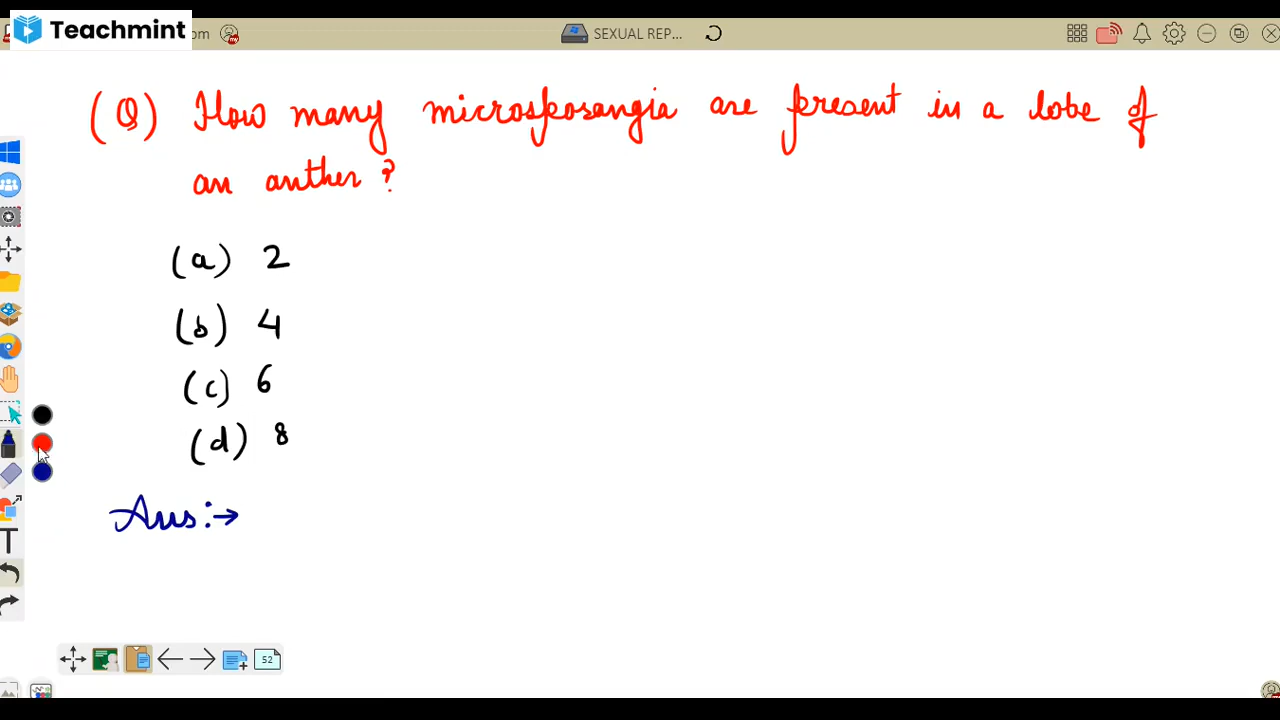 Teachmint
om
SEXUAL REP...
(Q) How many microsporangia are present in a lobe of
an anther ?
(a) 2
(b) 4
(c) 6
(d) 8
Ans :→
T
52